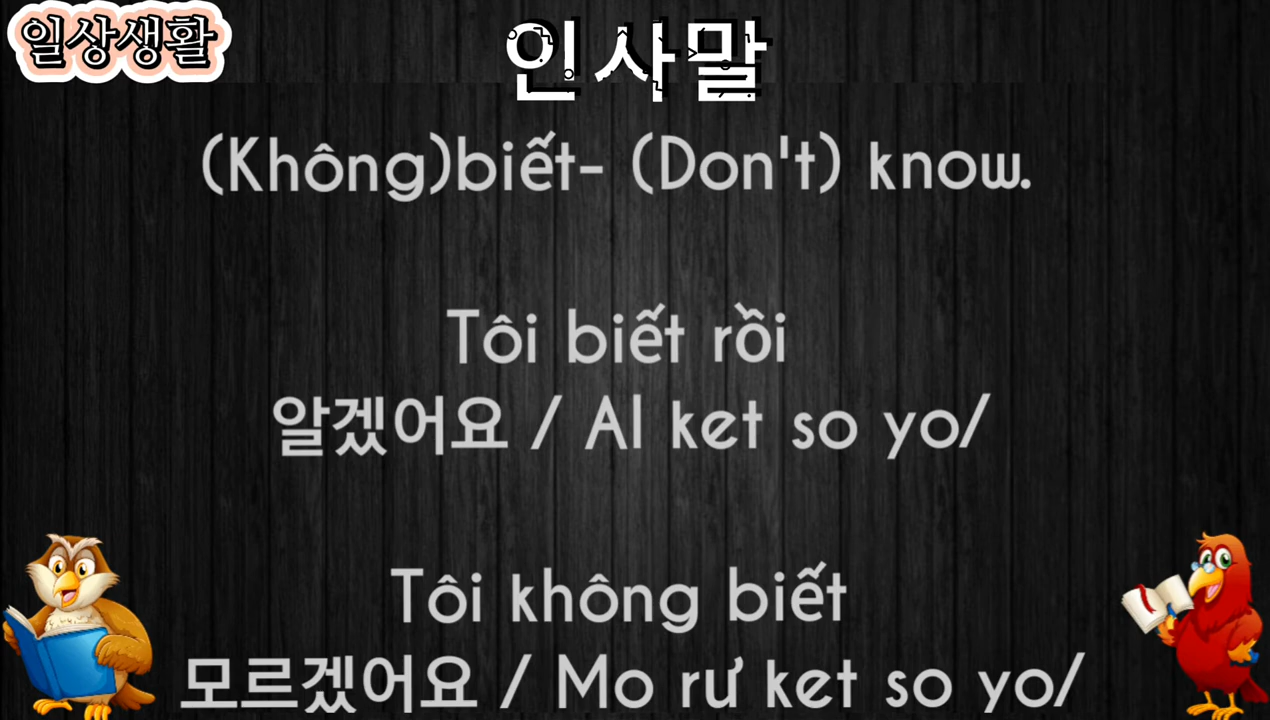 일상생활
인사말
(Không)biết- (Don't) know.
Tôi biết rồi
알겠어요 / Al ket so yo/
Tôi không biết
모르겠어요 / Mo rư ket so yo/